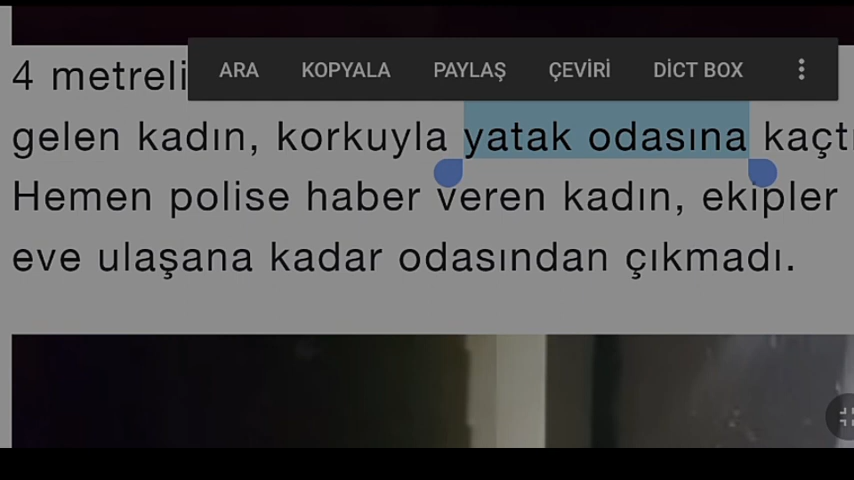 ARA KOPYALA PAYLAŞ ÇEVİRİ DİCT BOX
4 metreli
gelen kadın, korkuyla yatak odasına kaçt
Hemen polise haber veren kadın, ekipler
eve ulaşana kadar odasından çıkmadı.